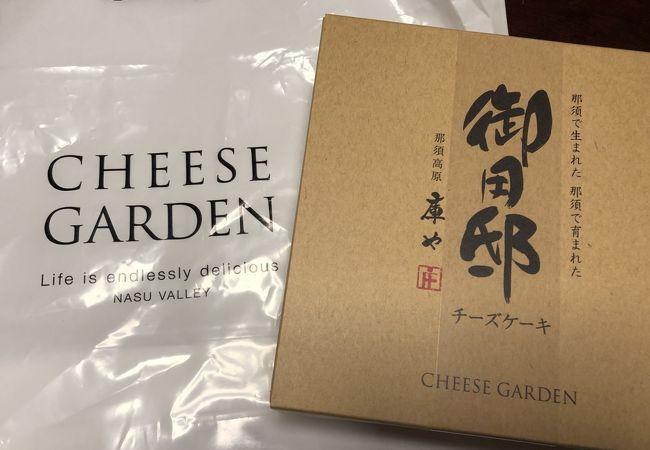 CHEESE
GARDEN
Life is endlessly delicious
NASU VALLEY
那須で生まれた 那須で育まれた
御用邸
チーズケーキ
那須高原 庫や
CHEESE GARDEN